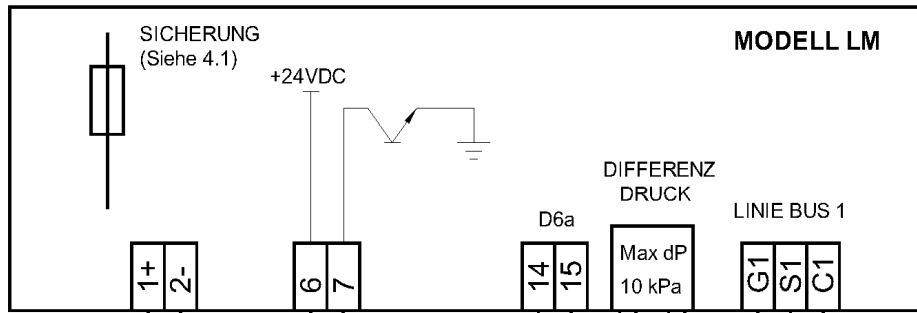 SICHERUNG
(Siehe 4.1)
MODELL LM
+24VDC
DIFFERENZ
DRUCK
D6a
LINIE BUS 1
1+
2-
6
7
14
15
Max dP
10 kPa
G1
S1
C1